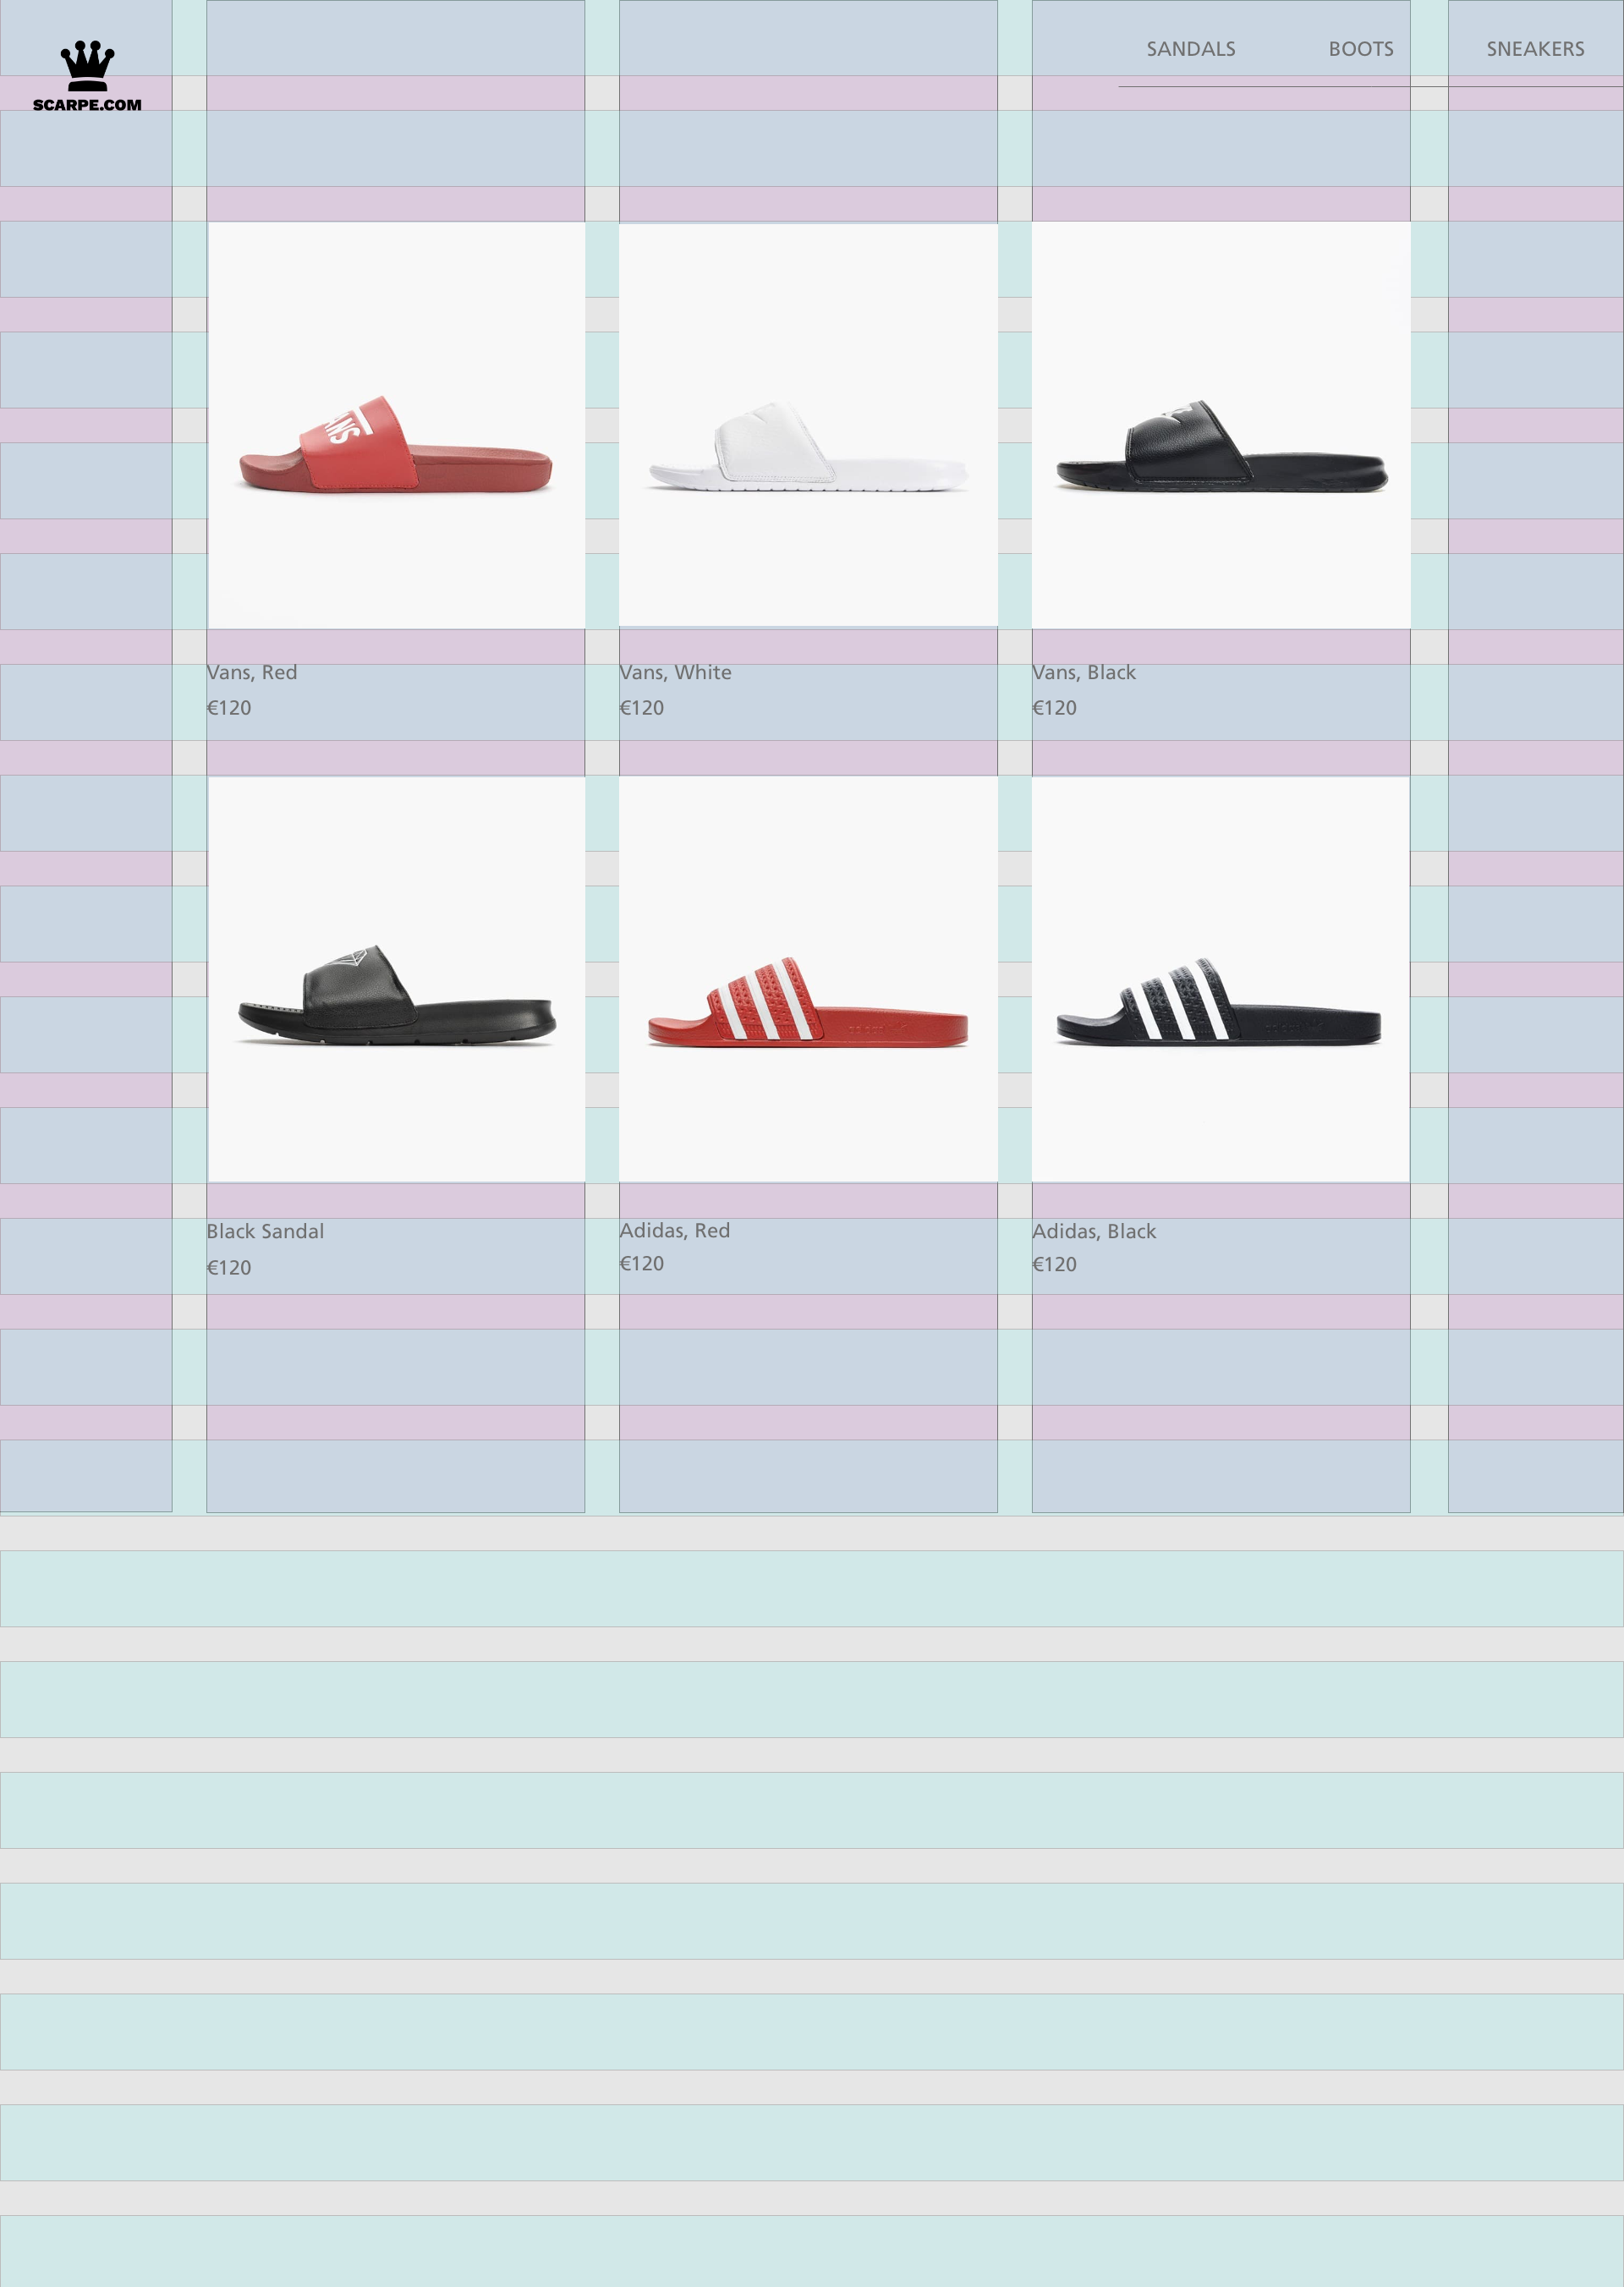 SANDALS BOOTS SNEAKERS
SCARPE.COM
ANS
Vans, Red
€120
Vans, White
€120
Vans, Black
€120
Black Sandal
€120
Adidas, Red
€120
Adidas, Black
€120